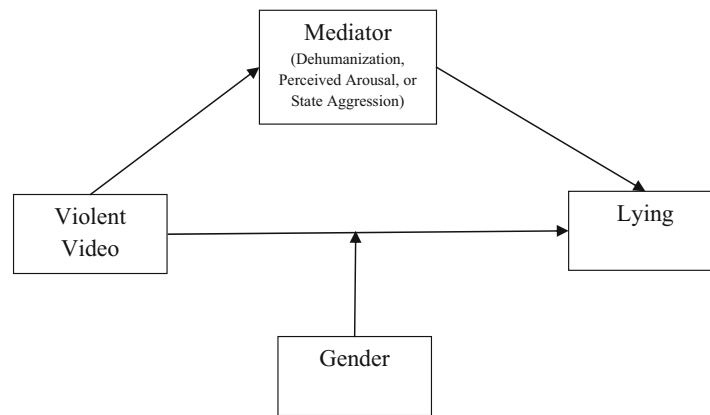 Mediator
(Dehumanization,
Perceived Arousal, or
State Aggression)
Violent
Video
Lying
Gender